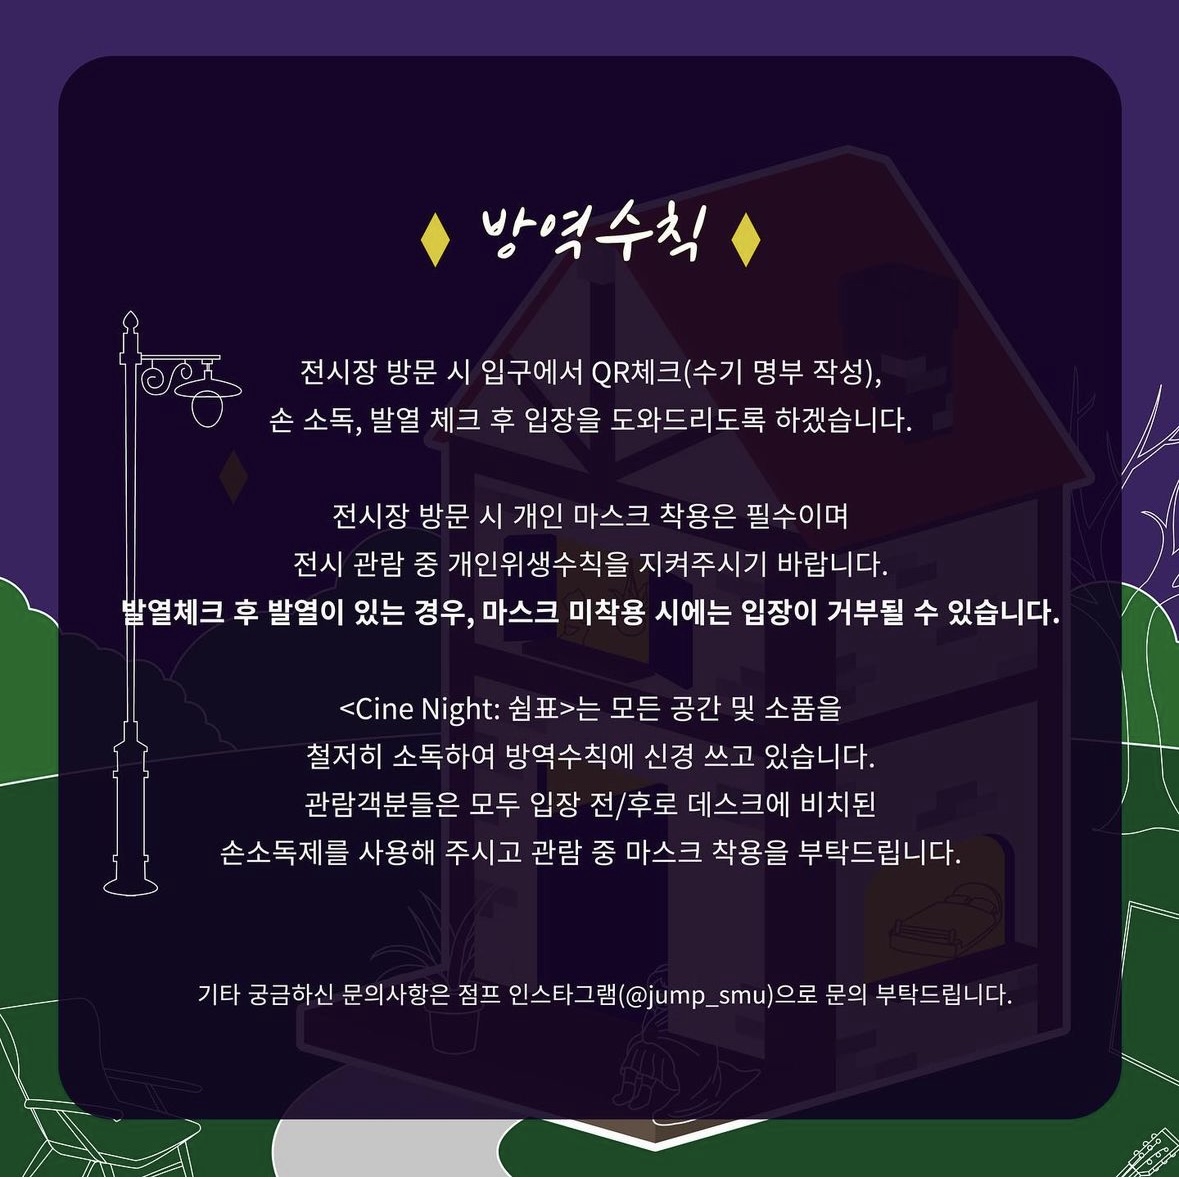 방역수칙
전시장 방문 시 입구에서 QR체크(수기 명부 작성),
손 소독, 발열 체크 후 입장을 도와드리도록 하겠습니다.
전시장 방문 시 개인 마스크 착용은 필수이며
전시 관람 중 개인위생수칙을 지켜주시기 바랍니다.
발열체크 후 발열이 있는 경우, 마스크 미착용 시에는 입장이 거부될 수 있습니다.
<Cine Night: 쉼표>는 모든 공간 및 소품을
철저히 소독하여 방역수칙에 신경 쓰고 있습니다.
관람객분들은 모두 입장 전/후로 데스크에 비치된
손소독제를 사용해 주시고 관람 중 마스크 착용을 부탁드립니다.
기타 궁금하신 문의사항은 점프 인스타그램(@jump_smu)으로 문의 부탁드립니다.